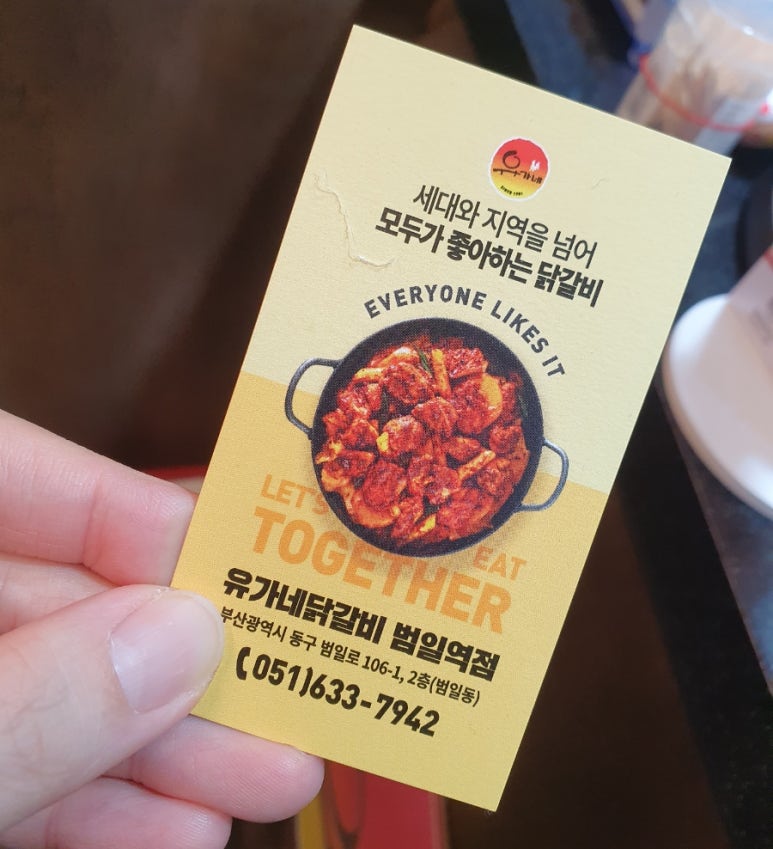 유가네
SINCE 1981
세대와 지역을 넘어
모두가 좋아하는 닭갈비
EVERYONE LIKES IT
LET'S EAT
TOGETHER
유가네닭갈비 범일역점
부산광역시 동구 범일로 106-1, 2층(범일동)
(051)633-7942